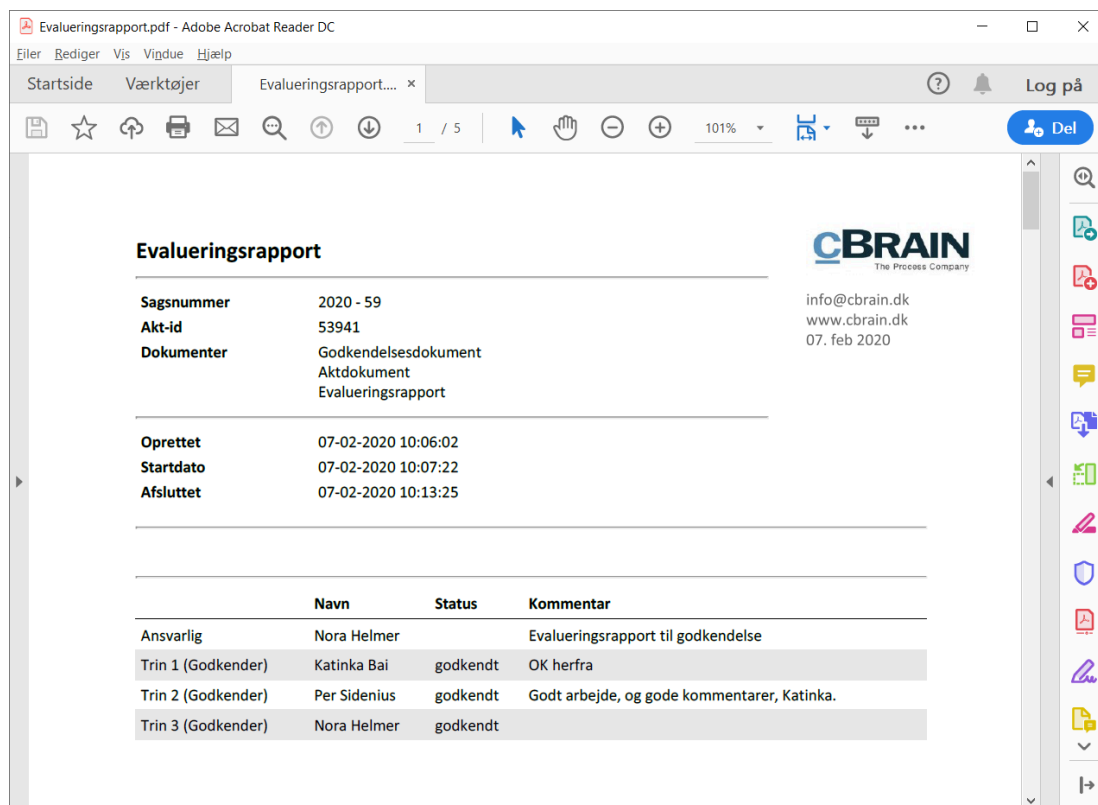 Evalueringsrapport.pdf - Adobe Acrobat Reader DC
Filer Rediger Vis Vindue Hjælp
Startside Værktøjer Evalueringsrapport.... × Log på
1 / 5 101% Del
Evalueringsrapport
cBRAIN
The Process Company
info@cbrain.dk
www.cbrain.dk
07. feb 2020
Sagsnummer 2020 - 59
Akt-id 53941
Dokumenter Godkendelsesdokument
Aktdokument
Evalueringsrapport
Oprettet 07-02-2020 10:06:02
Startdato 07-02-2020 10:07:22
Afsluttet 07-02-2020 10:13:25
Navn Status Kommentar
Ansvarlig Nora Helmer Evalueringsrapport til godkendelse
Trin 1 (Godkender) Katinka Bai godkendt OK herfra
Trin 2 (Godkender) Per Sidenius godkendt Godt arbejde, og gode kommentarer, Katinka.
Trin 3 (Godkender) Nora Helmer godkendt